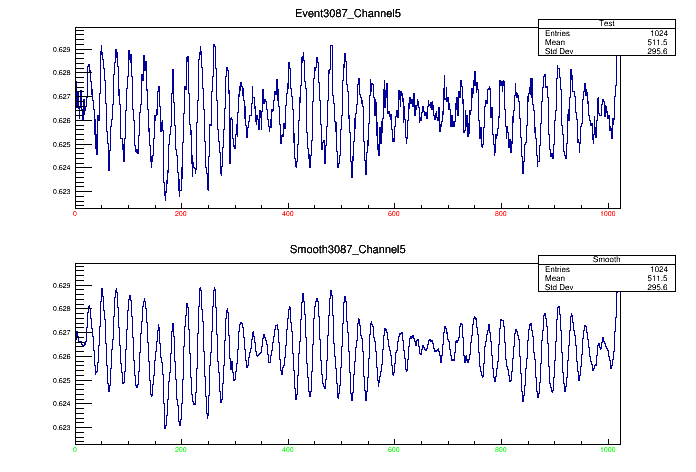 Event3087_Channel5
Test
Entries 1024
Mean 511.5
Std Dev 295.6
0.629
0.628
0.627
0.626
0.625
0.624
0.623
0 200 400 600 800 1000
Smooth3087_Channel5
Smooth
Entries 1024
Mean 511.5
Std Dev 295.6
0.629
0.628
0.627
0.626
0.625
0.624
0.623
0 200 400 600 800 1000